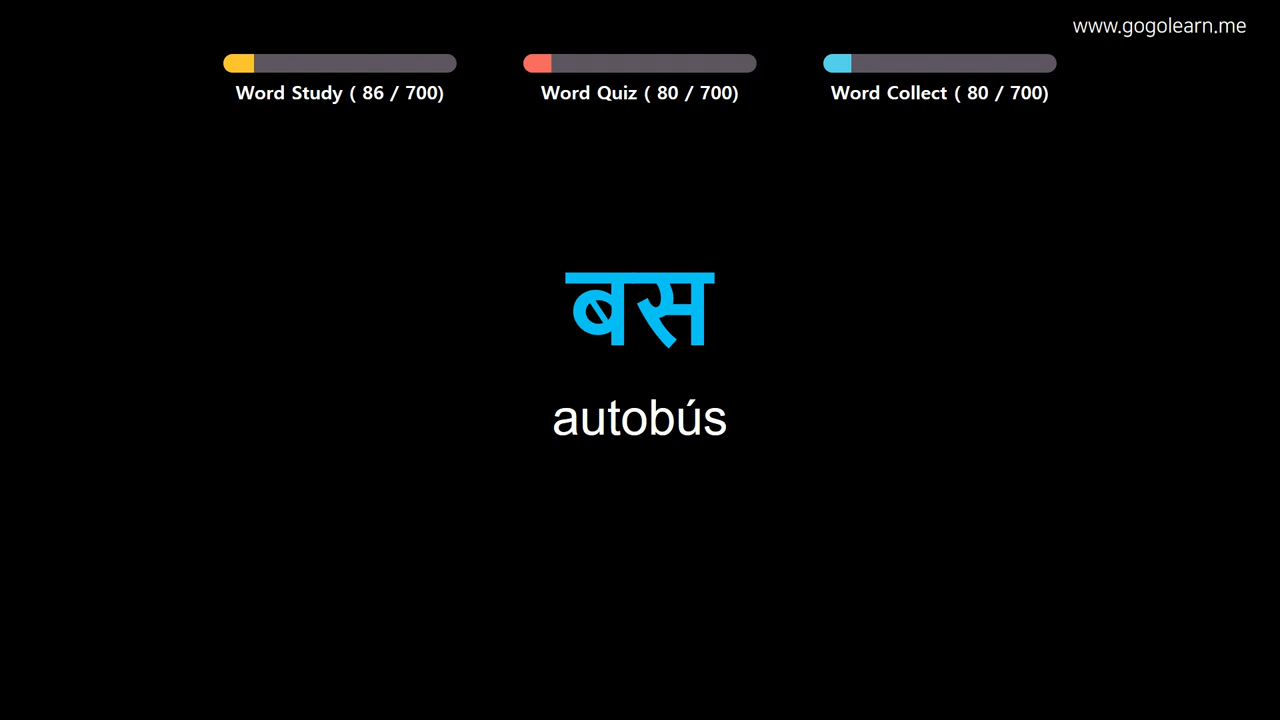 www.gogolearn.me
Word Study ( 86 / 700)
Word Quiz ( 80 / 700)
Word Collect ( 80 / 700)
बस
autobús